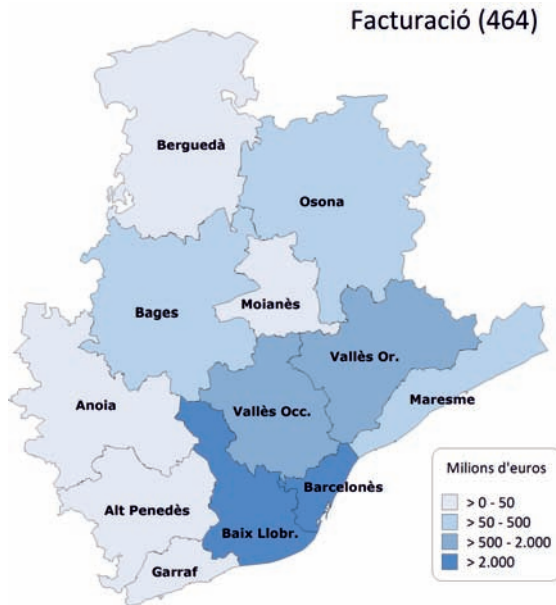 Facturació (464)
Berguedà
Osona
Bages
Moianès
Vallès Or.
Anoia
Vallès Occ.
Maresme
Barcelonès
Alt Penedès
Baix Llobr.
Garraf
Milions d'euros
> 0 - 50
> 50 - 500
> 500 - 2.000
> 2.000